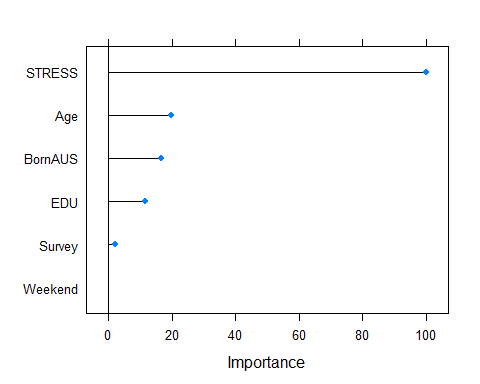 STRESS
Age
BornAUS
EDU
Survey
Weekend
0 20 40 60 80 100
Importance